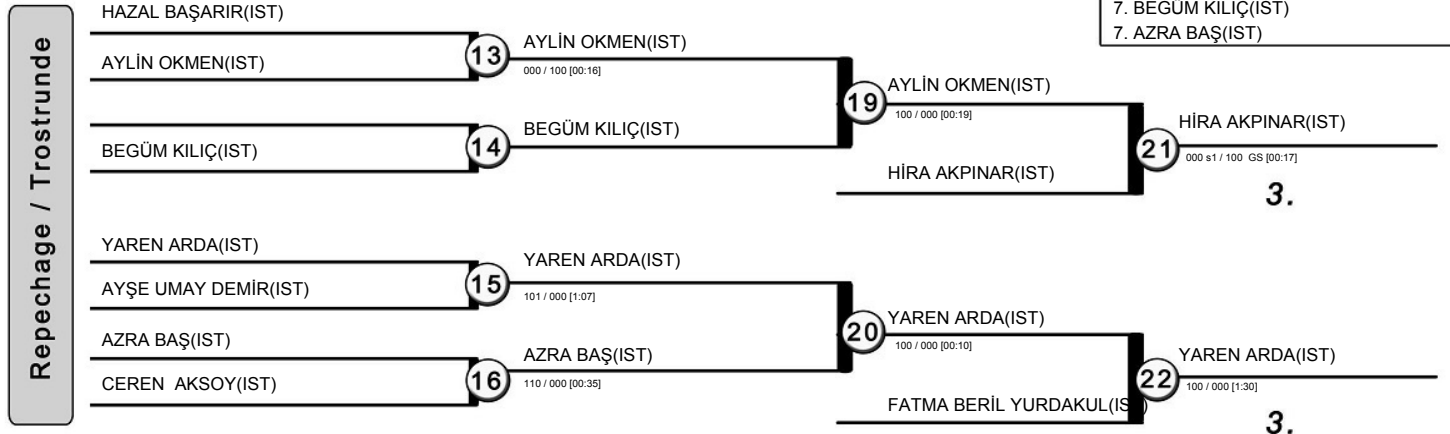 HAZAL BAŞARIR(IST)
7. BEGÜM KILIÇ(IST)
7. AZRA BAŞ(IST)
Repechage / Trostrunde
13
AYLİN OKMEN(IST)
AYLİN OKMEN(IST)
000 / 100 [00:16]
19
AYLİN OKMEN(IST)
100 / 000 [00:19]
BEGÜM KILIÇ(IST)
14
BEGÜM KILIÇ(IST)
HİRA AKPINAR(IST)
21
HİRA AKPINAR(IST)
000 s1 / 100 GS [00:17]
3.
YAREN ARDA(IST)
15
YAREN ARDA(IST)
AYŞE UMAY DEMİR(IST)
101 / 000 [1:07]
20
YAREN ARDA(IST)
100 / 000 [00:10]
AZRA BAŞ(IST)
16
AZRA BAŞ(IST)
CEREN AKSOY(IST)
110 / 000 [00:35]
FATMA BERİL YURDAKUL(IS
22
YAREN ARDA(IST)
100 / 000 [1:30]
3.